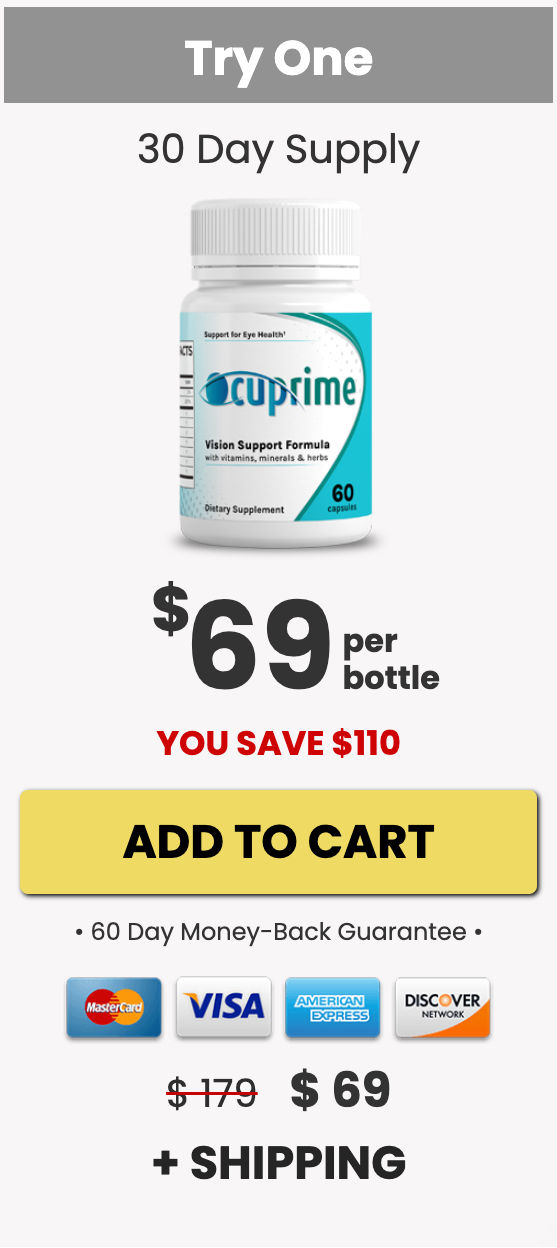 Try One
30 Day Supply
CTS
Support for Eye Health¹
Ocuprime
Vision Support Formula
with vitamins, minerals & herbs
Dietary Supplement
60
capsules
$69 per
bottle
YOU SAVE $110
ADD TO CART
• 60 Day Money-Back Guarantee •
MasterCard VISA AMERICAN EXPRESS DISCOVER NETWORK
$ 179 $ 69
+ SHIPPING